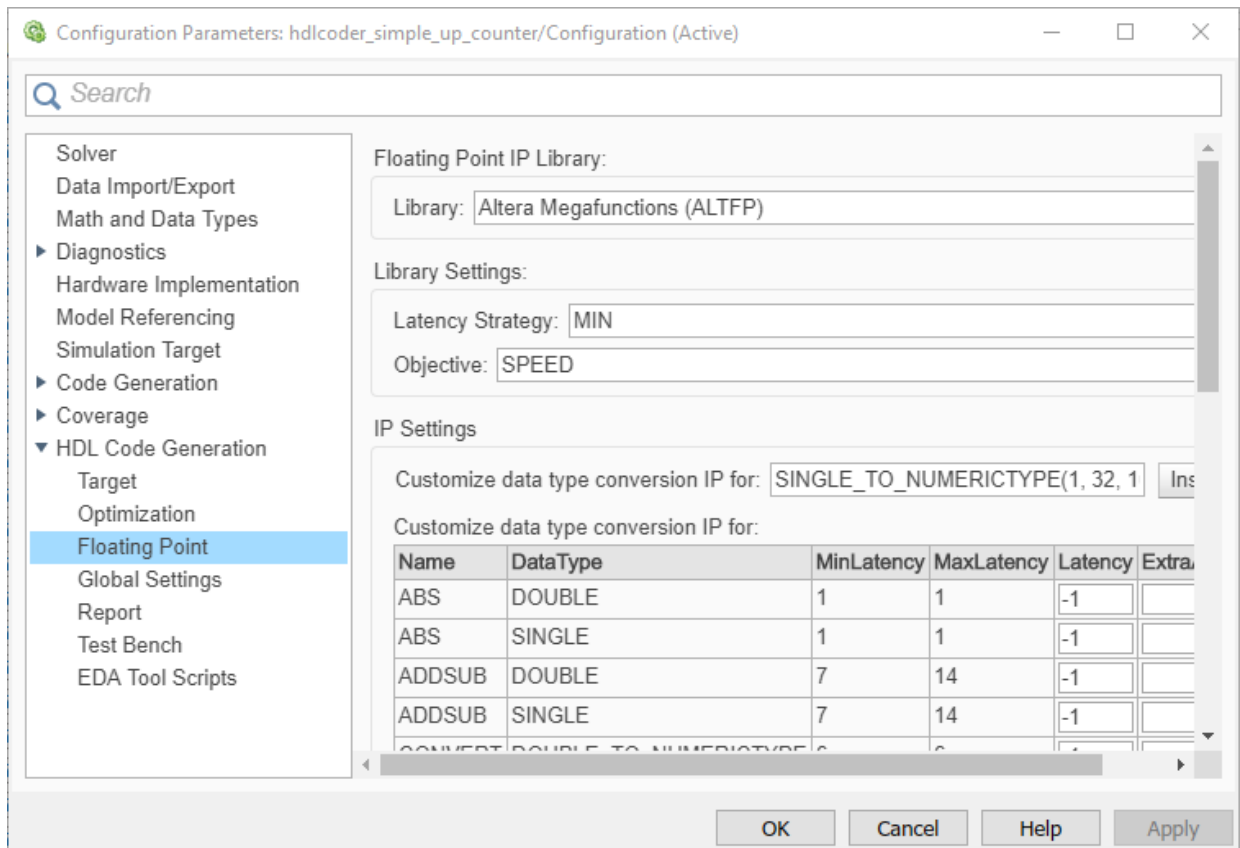 Configuration Parameters: hdlcoder_simple_up_counter/Configuration (Active)
Search
Solver
Data Import/Export
Math and Data Types
Diagnostics
Hardware Implementation
Model Referencing
Simulation Target
Code Generation
Coverage
HDL Code Generation
Target
Optimization
Floating Point
Global Settings
Report
Test Bench
EDA Tool Scripts
Floating Point IP Library:
Library: Altera Megafunctions (ALTFP)
Library Settings:
Latency Strategy: MIN
Objective: SPEED
IP Settings
Customize data type conversion IP for: SINGLE_TO_NUMERICTYPE(1, 32, 1 Ins
Customize data type conversion IP for:
Name DataType MinLatency MaxLatency Latency Extra
ABS DOUBLE 1 1 -1
ABS SINGLE 1 1 -1
ADDSUB DOUBLE 7 14 -1
ADDSUB SINGLE 7 14 -1
CONVERT DOUBLE_TO_NUMERICTYPE 6 6
OK Cancel Help Apply